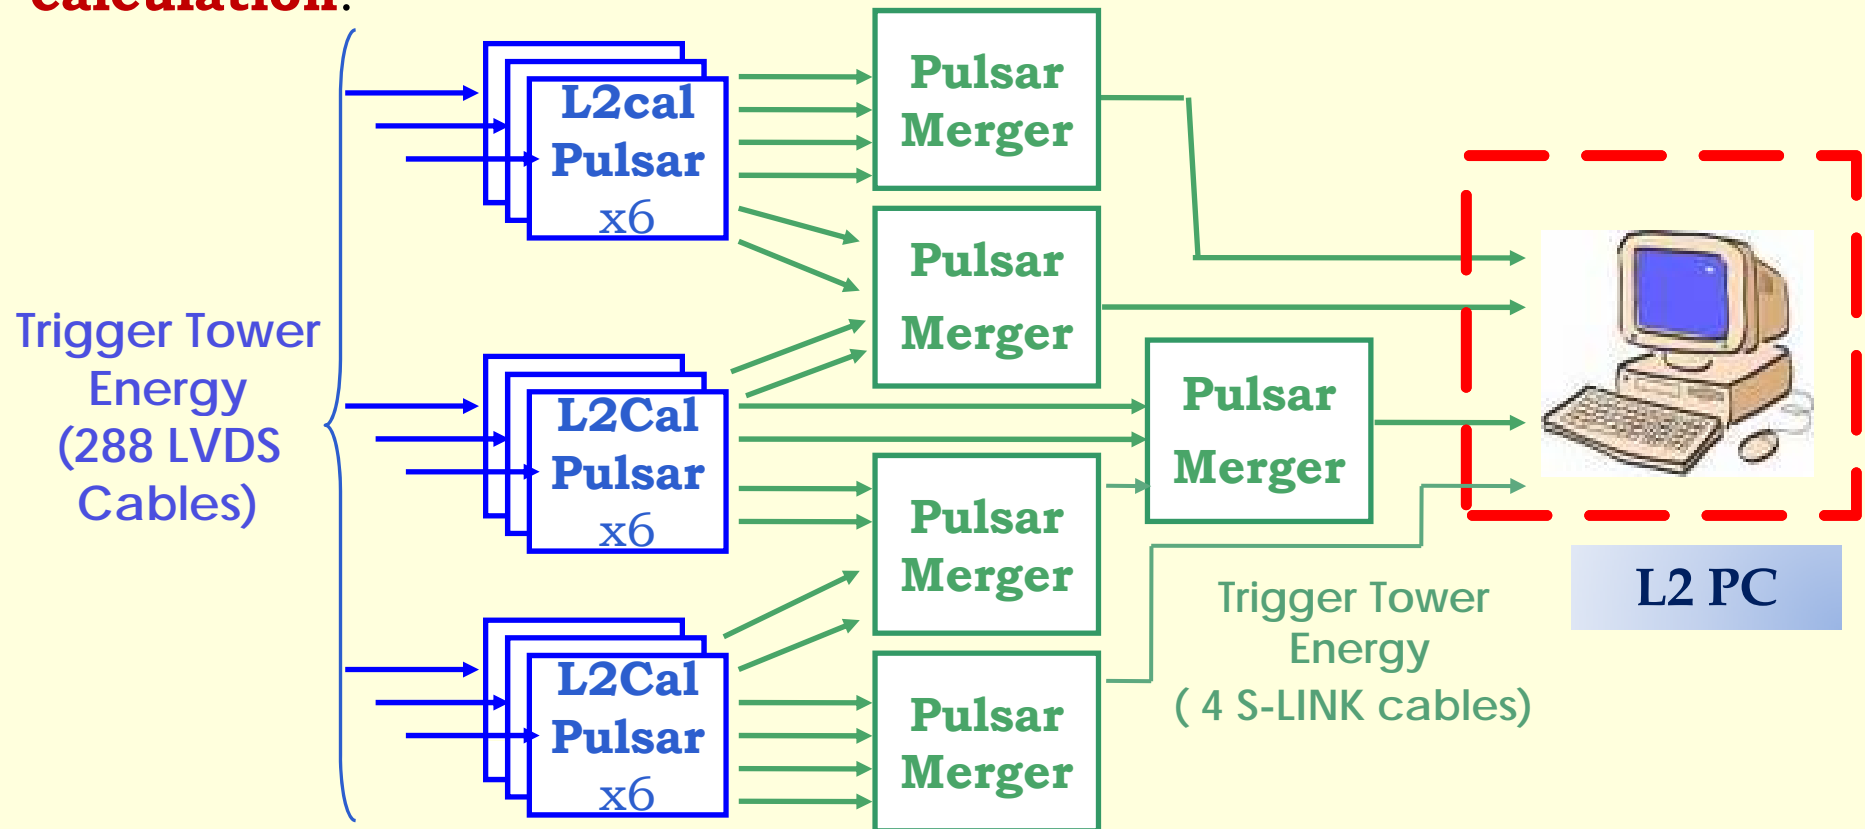 calculation.
Trigger Tower
Energy
(288 LVDS
Cables)
L2cal
Pulsar
x6
L2Cal
Pulsar
x6
L2Cal
Pulsar
x6
Pulsar
Merger
Pulsar
Merger
Pulsar
Merger
Pulsar
Merger
Pulsar
Merger
Trigger Tower
Energy
( 4 S-LINK cables)
L2 PC